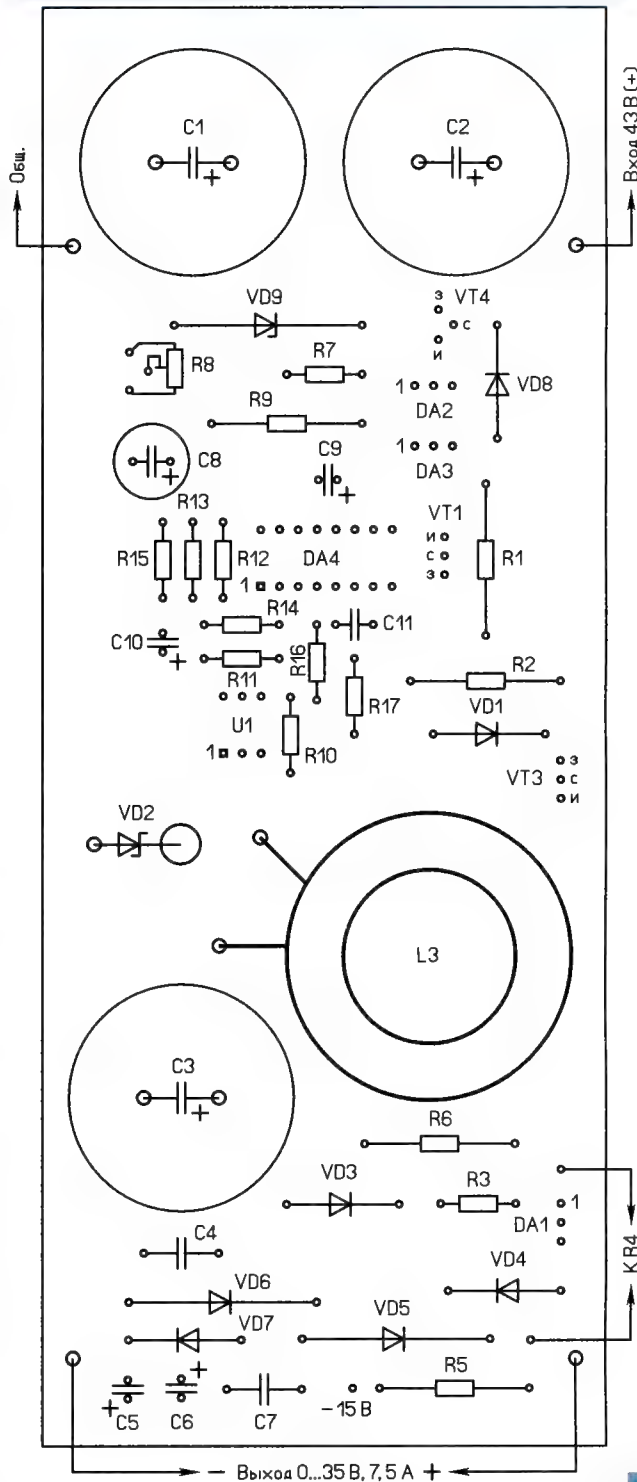 C1
+
C2
+
Общ.
Вход 43 В (+)
VD9
з
VT4
с
и
R8
R7
VD8
1
DA2
R9
1
DA3
C8
+
C9
+
R13
VT1
и
с
з
R15
R12
DA4
R1
1
R14
C11
C10
+
R16
R11
R2
R17
U1
VD1
1
R10
VT3
з
с
и
VD2
L3
C3
+
R6
VD3
R3
1
DA1
К R4
C4
VD4
VD6
VD7
VD5
+
+
C5
C6
C7
−15 В
R5
− Выход 0...35 В, 7,5 А +